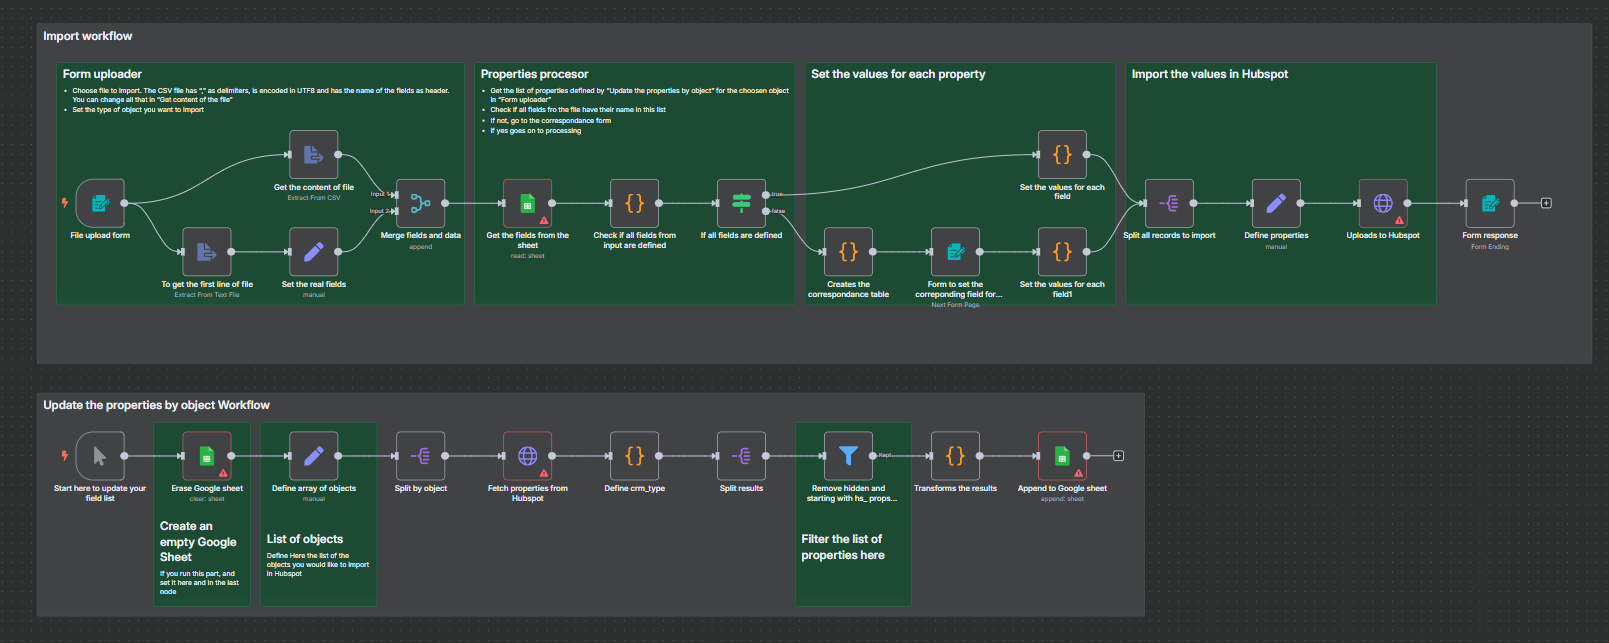 Import workflow
Form uploader
Choose file to import. The CSV file has "," as delimiters, is encoded in UTF8 and has the name of the fields as header.
You can change all that in "Get content of the file"
Set the type of object you want to import
Properties procesor
Get the list of properties defined by "Update the properties by object" for the choosen object
in "Form uploader"
Check if all fields fro the file have their name in this list
If not, go to the correspondance form
If yes goes on to processing
Set the values for each property
Import the values in Hubspot
Get the content of file
Extract From CSV
Set the values for each
field
Input 1
Input 2
true
false
File upload form
Merge fields and data
append
Get the fields from the
sheet
read: sheet
Check if all fields from
input are defined
If all fields are defined
Split all records to import
Define properties
manual
Uploads to Hubspot
Form response
Form Ending
To get the first line of file
Extract From Text File
Set the real fields
manual
Creates the
correspondance table
Form to set the
correponding field for...
Next Form Page
Set the values for each
field1
Update the properties by object Workflow
Kept
Start here to update your
field list
Erase Google sheet
clear: sheet
Define array of objects
manual
Split by object
Fetch properties from
Hubspot
Define crm_type
Split results
Remove hidden and
starting with hs_ props...
Transforms the results
Append to Google sheet
append: sheet
Create an
empty Google
Sheet
If you run this part, and
set it here and in the last
node
List of objects
Define Here the list of the
objects you would like to import
in Hubspot
Filter the list of
properties here